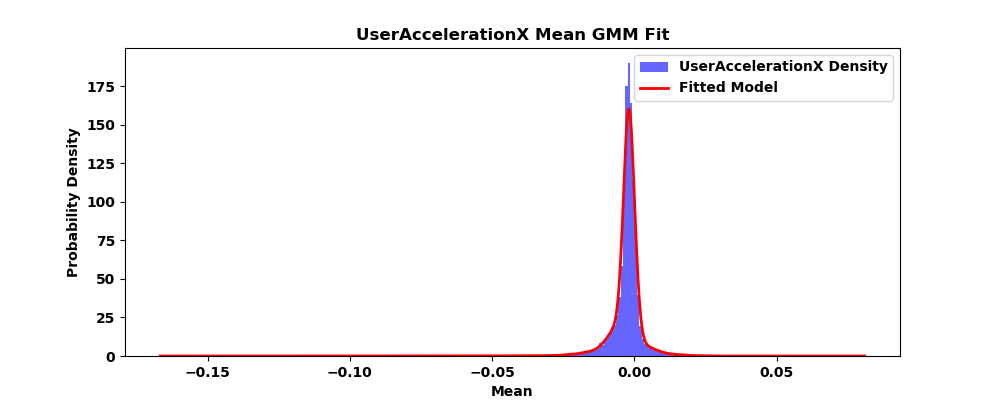 UserAccelerationX Mean GMM Fit
UserAccelerationX Density
Fitted Model
Probability Density
175
150
125
100
75
50
25
0
−0.15 −0.10 −0.05 0.00 0.05
Mean